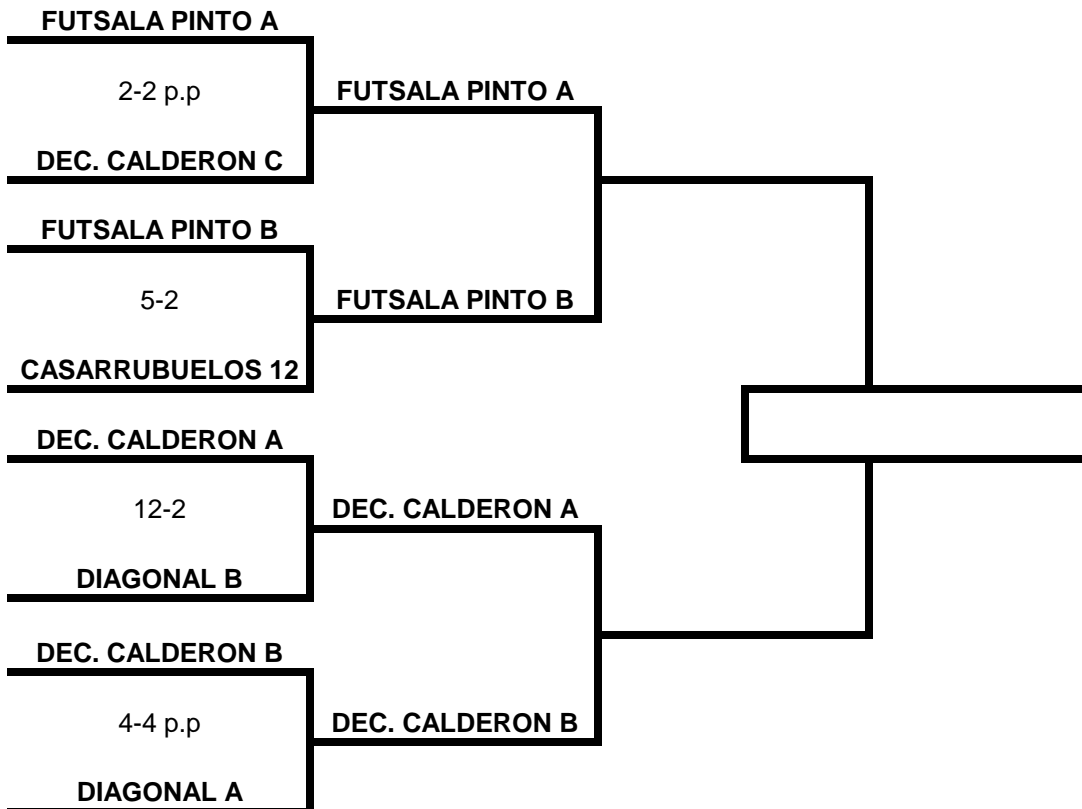 FUTSALA PINTO A
2-2 p.p
FUTSALA PINTO A
DEC. CALDERON C
FUTSALA PINTO B
5-2
FUTSALA PINTO B
CASARRUBUELOS 12
DEC. CALDERON A
12-2
DEC. CALDERON A
DIAGONAL B
DEC. CALDERON B
4-4 p.p
DEC. CALDERON B
DIAGONAL A